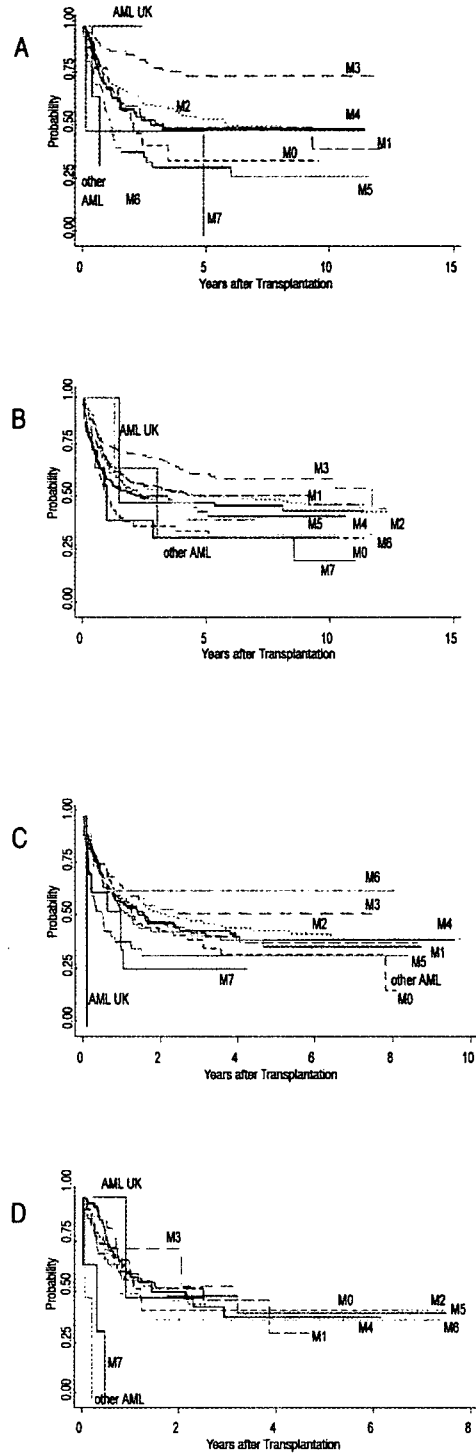 A
Probability
0.00 0.25 0.50 0.75 1.00
AML UK
M3
M2
M4
M1
M0
other
AML
M6
M5
M7
0 5 10 15
Years after Transplantation
B
Probability
0.00 0.25 0.50 0.75 1.00
AML UK
M3
M1
M5 M4 M2
other AML
M6
M0
M7
0 5 10 15
Years after Transplantation
C
Probability
0.00 0.25 0.50 0.75 1.00
M6
M3
M2
M4
M1
M5
M7
other AML
AML UK
M0
0 2 4 6 8 10
Years after Transplantation
D
Probability
0.00 0.25 0.50 0.75 1.00
AML UK
M3
M0 M2
M5
M4 M6
M1
M7
other AML
0 2 4 6 8
Years after Transplantation